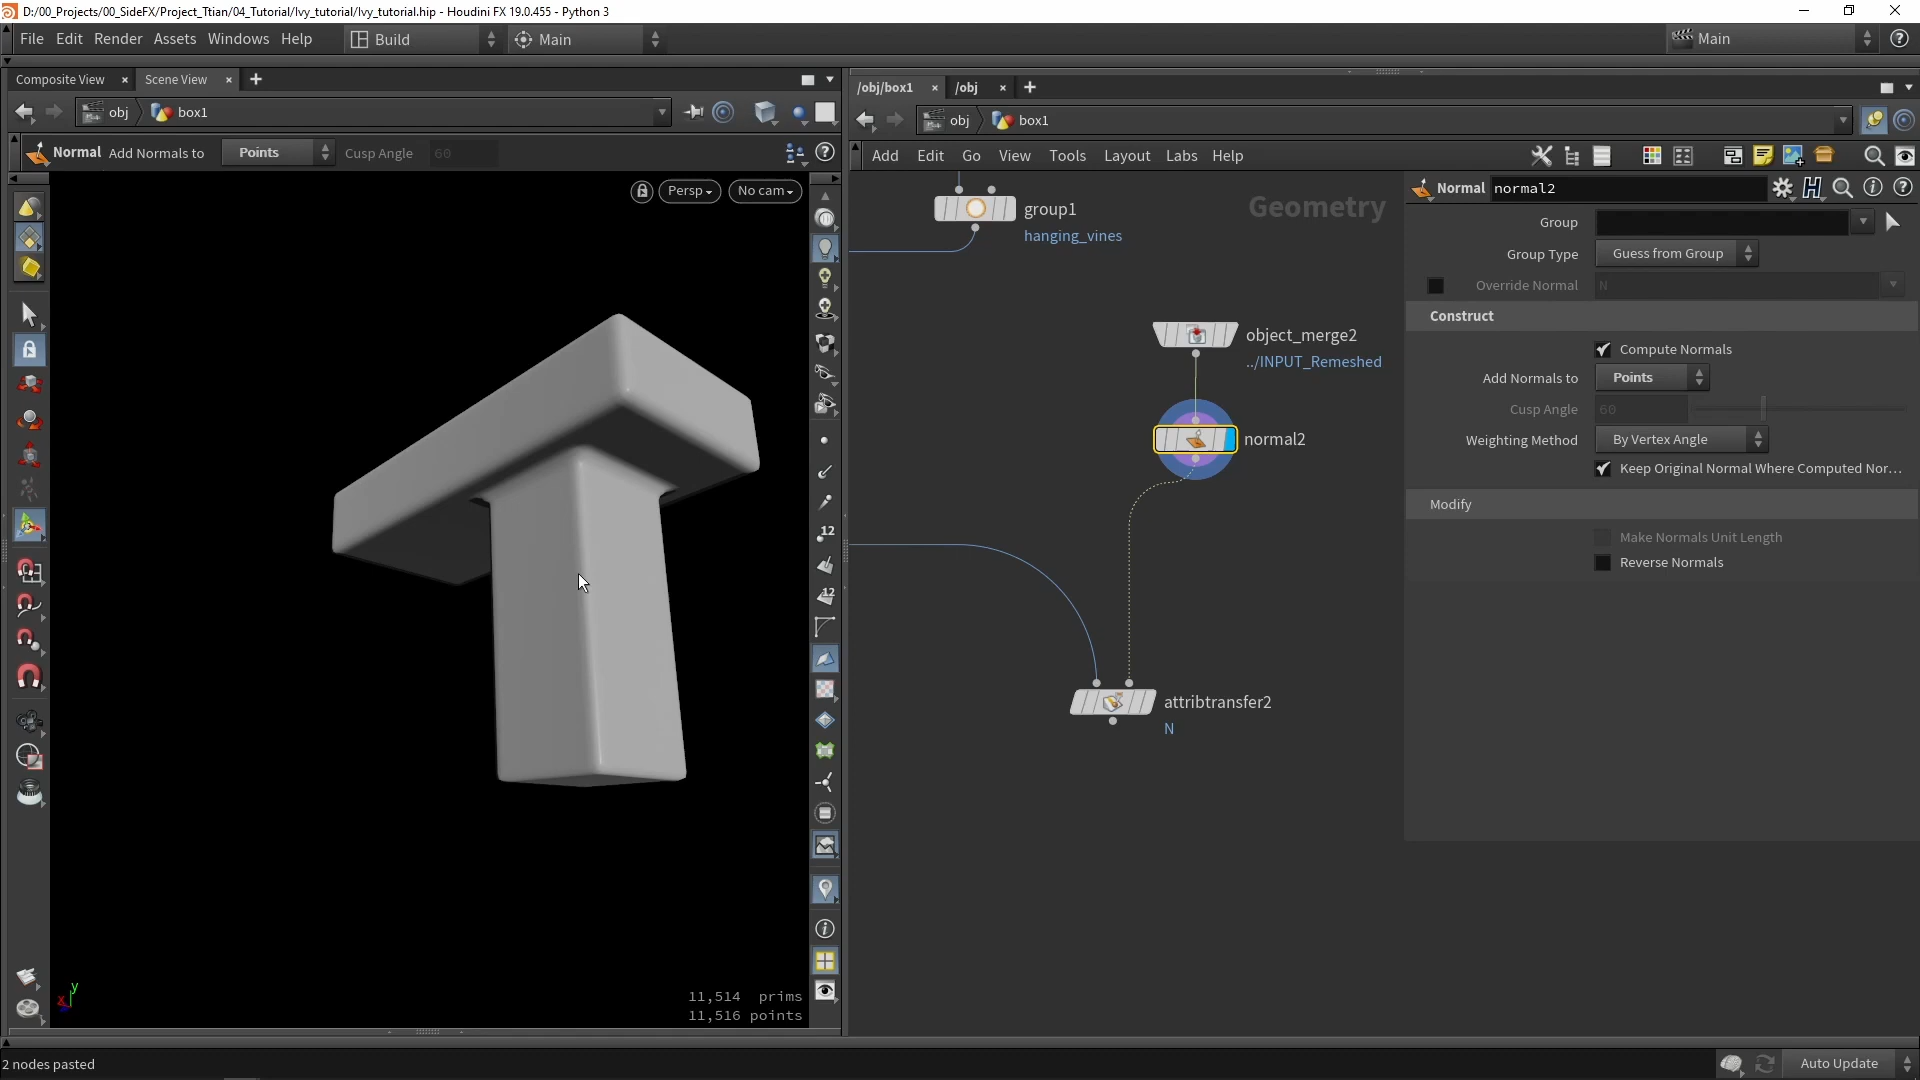 D:/00_Projects/00_SideFX/Project_Ttian/04_Tutorial/Ivy_tutorial/Ivy_tutorial.hip - Houdini FX 19.0.455 - Python 3
File Edit Render Assets Windows Help
Build
Main
Main
Composite View
Scene View
obj
box1
Normal Add Normals to Points Cusp Angle 60
Persp
No cam
12
12
y
x
11,514 prims
11,516 points
/obj/box1
/obj
obj
box1
Add Edit Go View Tools Layout Labs Help
group1
hanging_vines
Geometry
object_merge2
../INPUT_Remeshed
normal2
attribtransfer2
N
Normal normal2
Group
Group Type Guess from Group
Override Normal N
Construct
Compute Normals
Add Normals to Points
Cusp Angle 60
Weighting Method By Vertex Angle
Keep Original Normal Where Computed Nor...
Modify
Make Normals Unit Length
Reverse Normals
2 nodes pasted
Auto Update